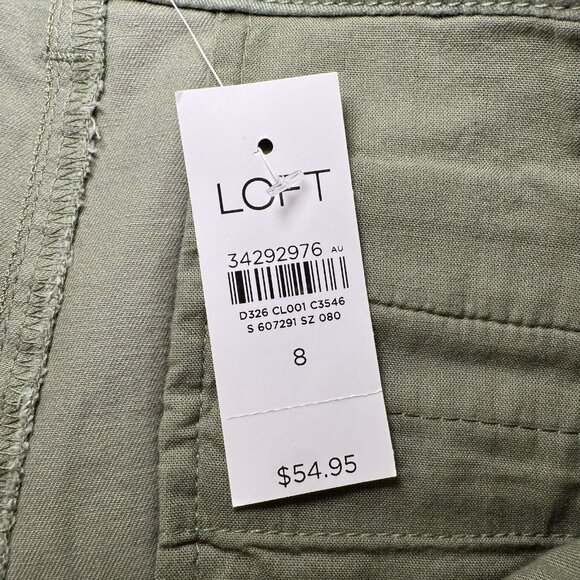 LOFT
34292976 AU
D326 CL001 C3546
S 607291 SZ 080
8
$54.95